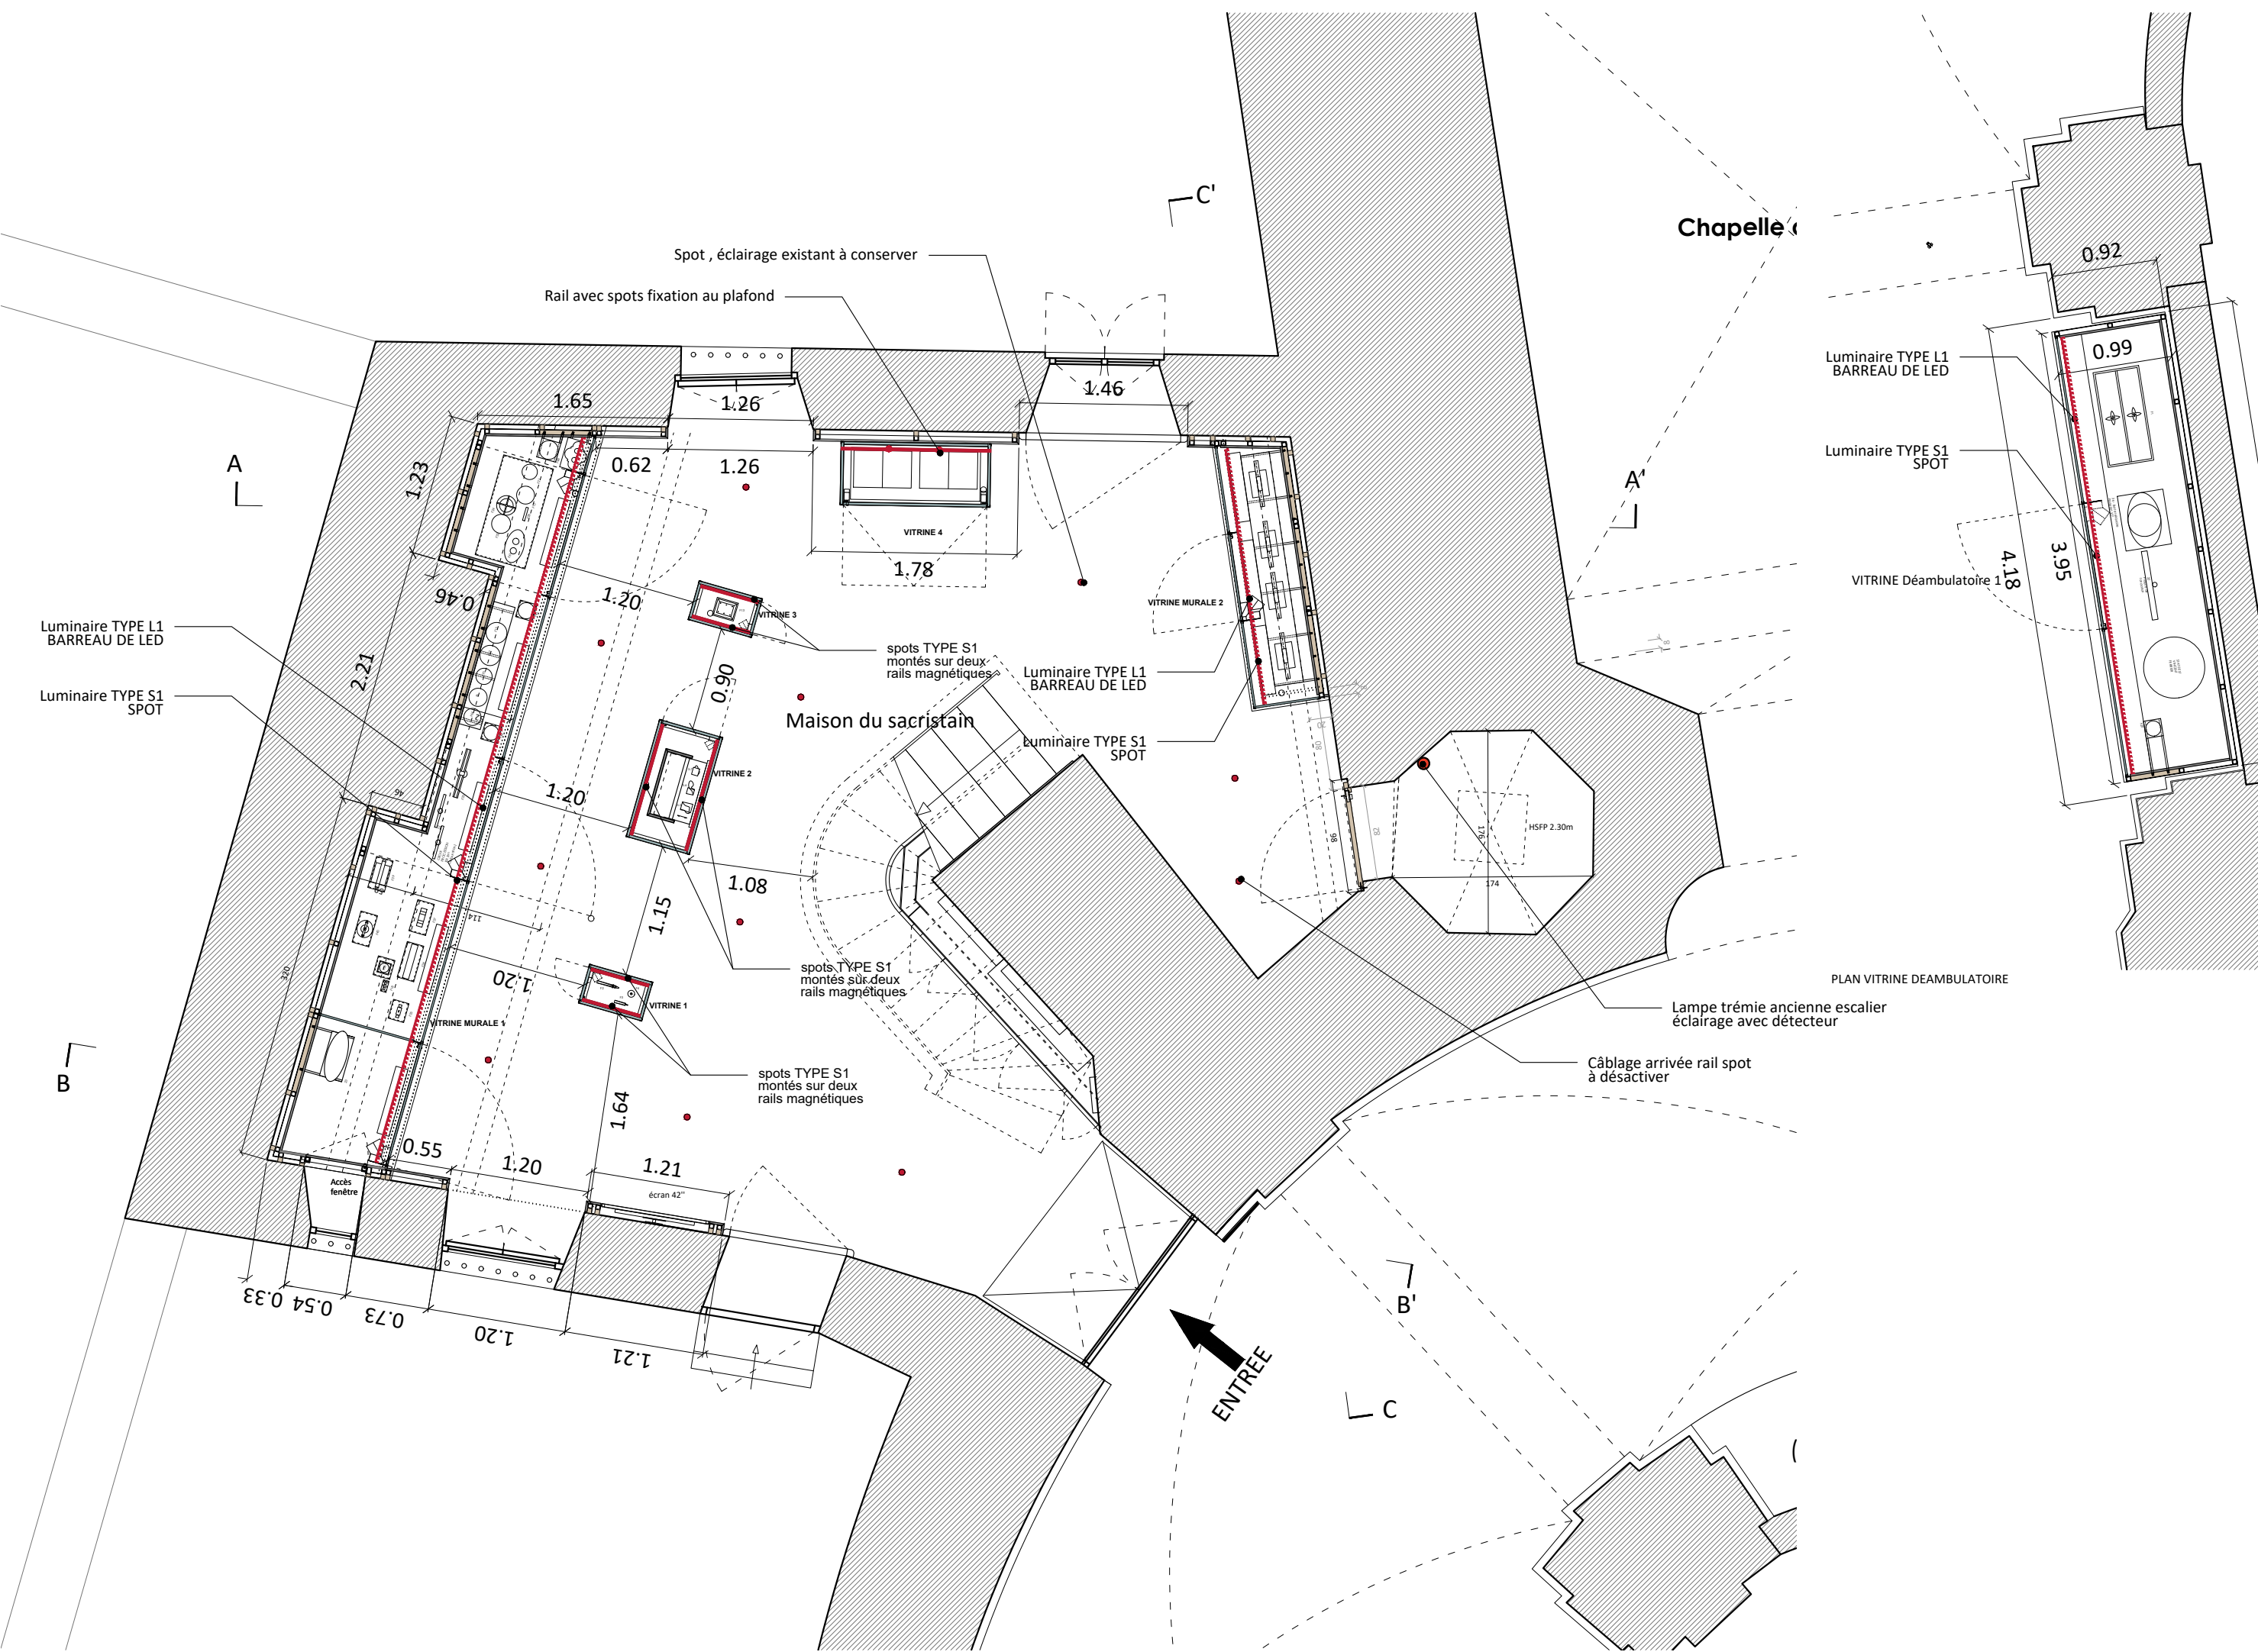 C'
Chapelle
Spot , éclairage existant à conserver
Rail avec spots fixation au plafond
0.92
Luminaire TYPE L1
BARREAU DE LED
0.99
Luminaire TYPE S1
SPOT
4.18
3.95
VITRINE Déambulatoire 1
PLAN VITRINE DEAMBULATOIRE
1.65
1.26
1.46
0.62
1.26
A
A'
1.23
VITRINE 4
1.78
0.46
1.20
VITRINE 3
VITRINE MURALE 2
Luminaire TYPE L1
BARREAU DE LED
2.21
spots TYPE S1
montés sur deux
rails magnétiques
0.90
Luminaire TYPE L1
BARREAU DE LED
Luminaire TYPE S1
SPOT
Maison du sacristain
Luminaire TYPE S1
SPOT
VITRINE 2
1.20
46
80
98
82
176
HSFP 2.30m
174
1.08
1.15
114
320
1.20
spots TYPE S1
montés sur deux
rails magnétiques
VITRINE 1
VITRINE MURALE 1
Lampe trémie ancienne escalier
éclairage avec détecteur
Câblage arrivée rail spot
à désactiver
B
spots TYPE S1
montés sur deux
rails magnétiques
1.64
0.55
1.20
1.21
écran 42"
Accès
fenêtre
0.33
0.54
0.73
1.20
1.21
B'
ENTRÉE
C